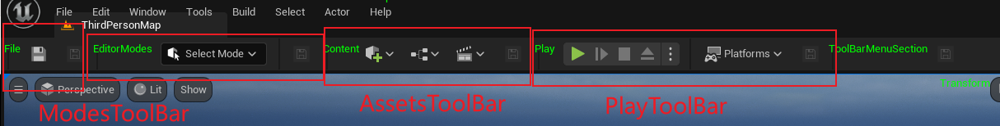 File Edit Window Tools Build Select Actor Help
ThirdPersonMap
File EditorModes Select Mode Content Play Platforms ToolBarMenuSection
Perspective Lit Show Transform
ModesToolBar AssetsToolBar PlayToolBar